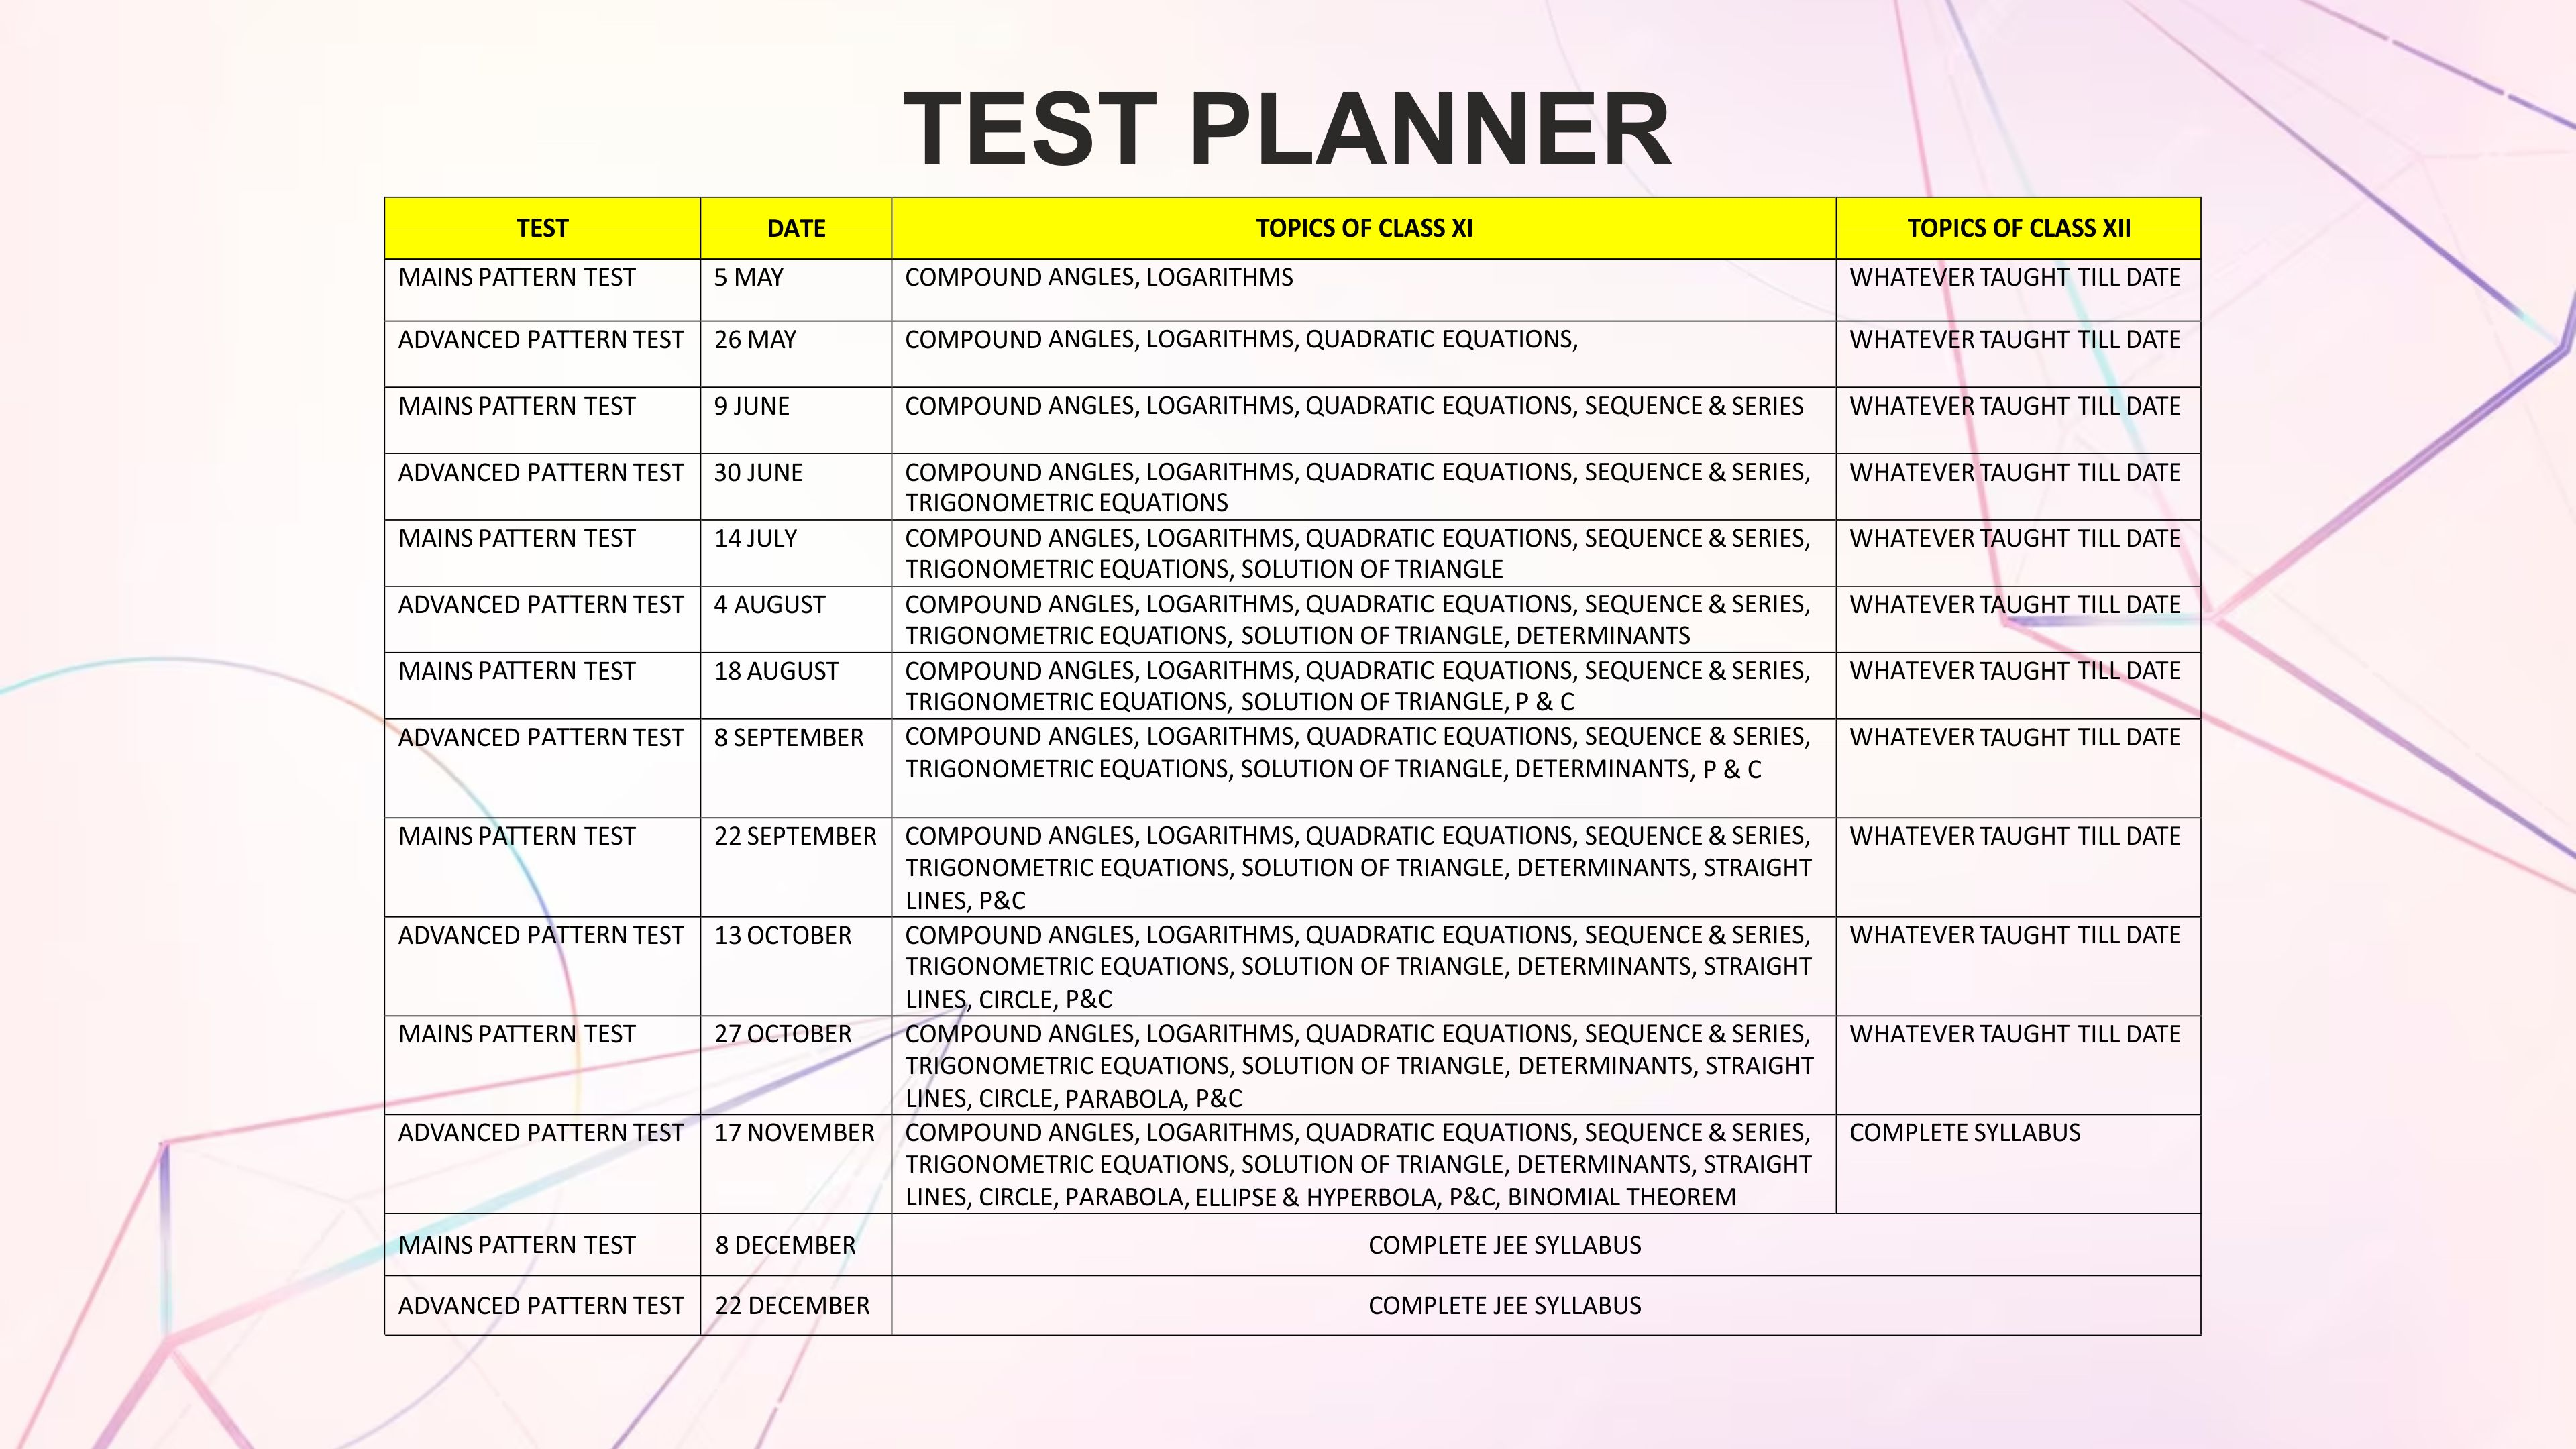 TEST PLANNER
TEST DATE TOPICS OF CLASS XI TOPICS OF CLASS XII
MAINS PATTERN TEST 5 MAY COMPOUND ANGLES, LOGARITHMS WHATEVER TAUGHT TILL DATE
ADVANCED PATTERN TEST 26 MAY COMPOUND ANGLES, LOGARITHMS, QUADRATIC EQUATIONS, WHATEVER TAUGHT TILL DATE
MAINS PATTERN TEST 9 JUNE COMPOUND ANGLES, LOGARITHMS, QUADRATIC EQUATIONS, SEQUENCE & SERIES WHATEVER TAUGHT TILL DATE
ADVANCED PATTERN TEST 30 JUNE COMPOUND ANGLES, LOGARITHMS, QUADRATIC EQUATIONS, SEQUENCE & SERIES, WHATEVER TAUGHT TILL DATE
TRIGONOMETRIC EQUATIONS
MAINS PATTERN TEST 14 JULY COMPOUND ANGLES, LOGARITHMS, QUADRATIC EQUATIONS, SEQUENCE & SERIES, WHATEVER TAUGHT TILL DATE
TRIGONOMETRIC EQUATIONS, SOLUTION OF TRIANGLE
ADVANCED PATTERN TEST 4 AUGUST COMPOUND ANGLES, LOGARITHMS, QUADRATIC EQUATIONS, SEQUENCE & SERIES, WHATEVER TAUGHT TILL DATE
TRIGONOMETRIC EQUATIONS, SOLUTION OF TRIANGLE, DETERMINANTS
MAINS PATTERN TEST 18 AUGUST COMPOUND ANGLES, LOGARITHMS, QUADRATIC EQUATIONS, SEQUENCE & SERIES, WHATEVER TAUGHT TILL DATE
TRIGONOMETRIC EQUATIONS, SOLUTION OF TRIANGLE, P & C
ADVANCED PATTERN TEST 8 SEPTEMBER COMPOUND ANGLES, LOGARITHMS, QUADRATIC EQUATIONS, SEQUENCE & SERIES, WHATEVER TAUGHT TILL DATE
TRIGONOMETRIC EQUATIONS, SOLUTION OF TRIANGLE, DETERMINANTS, P & C
MAINS PATTERN TEST 22 SEPTEMBER COMPOUND ANGLES, LOGARITHMS, QUADRATIC EQUATIONS, SEQUENCE & SERIES, WHATEVER TAUGHT TILL DATE
TRIGONOMETRIC EQUATIONS, SOLUTION OF TRIANGLE, DETERMINANTS, STRAIGHT
LINES, P&C
ADVANCED PATTERN TEST 13 OCTOBER COMPOUND ANGLES, LOGARITHMS, QUADRATIC EQUATIONS, SEQUENCE & SERIES, WHATEVER TAUGHT TILL DATE
TRIGONOMETRIC EQUATIONS, SOLUTION OF TRIANGLE, DETERMINANTS, STRAIGHT
LINES, CIRCLE, P&C
MAINS PATTERN TEST 27 OCTOBER COMPOUND ANGLES, LOGARITHMS, QUADRATIC EQUATIONS, SEQUENCE & SERIES, WHATEVER TAUGHT TILL DATE
TRIGONOMETRIC EQUATIONS, SOLUTION OF TRIANGLE, DETERMINANTS, STRAIGHT
LINES, CIRCLE, PARABOLA, P&C
ADVANCED PATTERN TEST 17 NOVEMBER COMPOUND ANGLES, LOGARITHMS, QUADRATIC EQUATIONS, SEQUENCE & SERIES, COMPLETE SYLLABUS
TRIGONOMETRIC EQUATIONS, SOLUTION OF TRIANGLE, DETERMINANTS, STRAIGHT
LINES, CIRCLE, PARABOLA, ELLIPSE & HYPERBOLA, P&C, BINOMIAL THEOREM
MAINS PATTERN TEST 8 DECEMBER COMPLETE JEE SYLLABUS
ADVANCED PATTERN TEST 22 DECEMBER COMPLETE JEE SYLLABUS